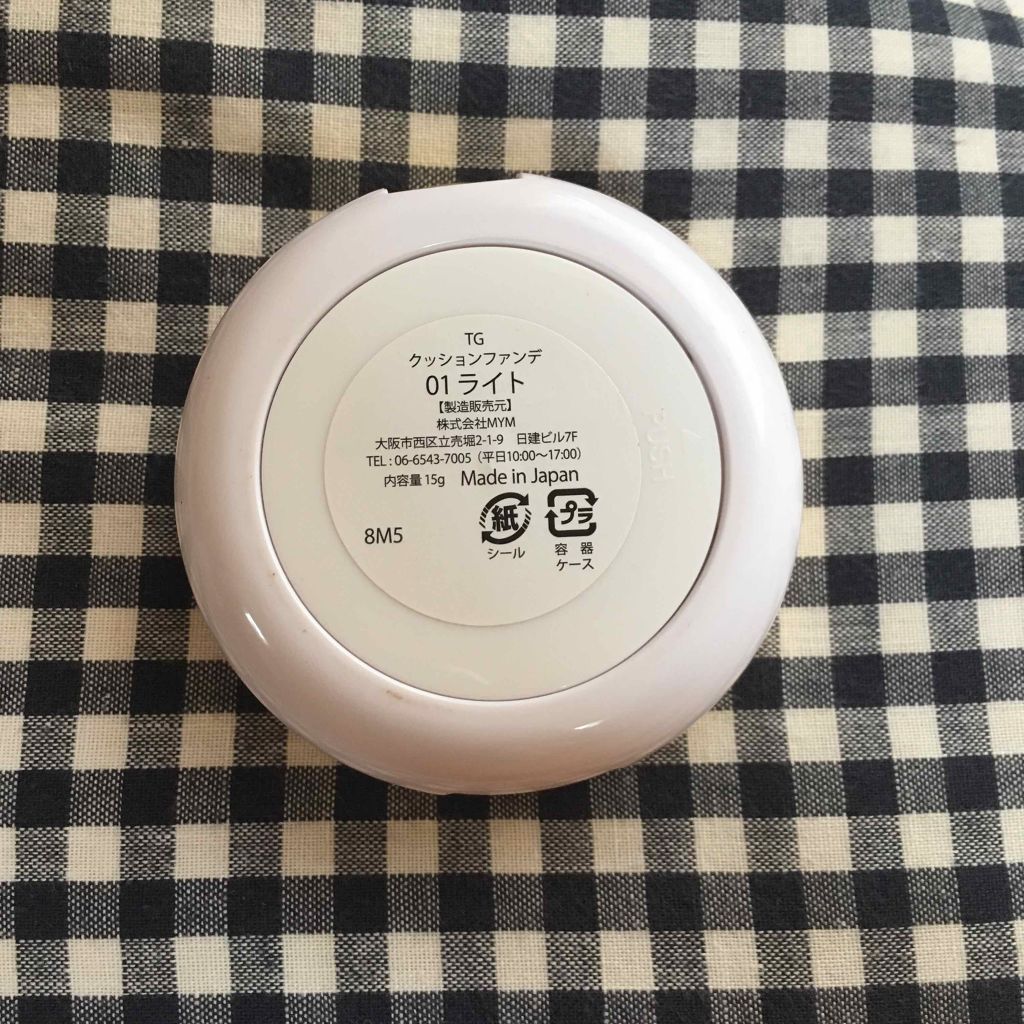 TG
クッションファンデ
01 ライト
【製造販売元】
株式会社MYM
大阪市西区立売堀2-1-9 日建ビル7F
TEL : 06-6543-7005（平日10:00～17:00）
内容量 15g Made in Japan
紙 プラ
シール 容 器
ケース
8M5
PUSH